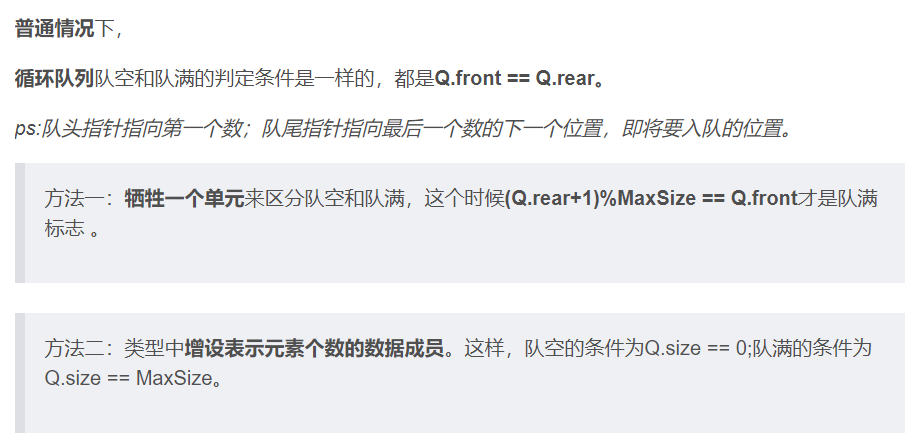 普通情况下，
循环队列队空和队满的判定条件是一样的，都是Q.front == Q.rear。
ps:队头指针指向第一个数；队尾指针指向最后一个数的下一个位置，即将要入队的位置。
方法一：牺牲一个单元来区分队空和队满，这个时候(Q.rear+1)%MaxSize == Q.front才是队满
标志 。
方法二：类型中增设表示元素个数的数据成员。这样，队空的条件为Q.size == 0;队满的条件为
Q.size == MaxSize。